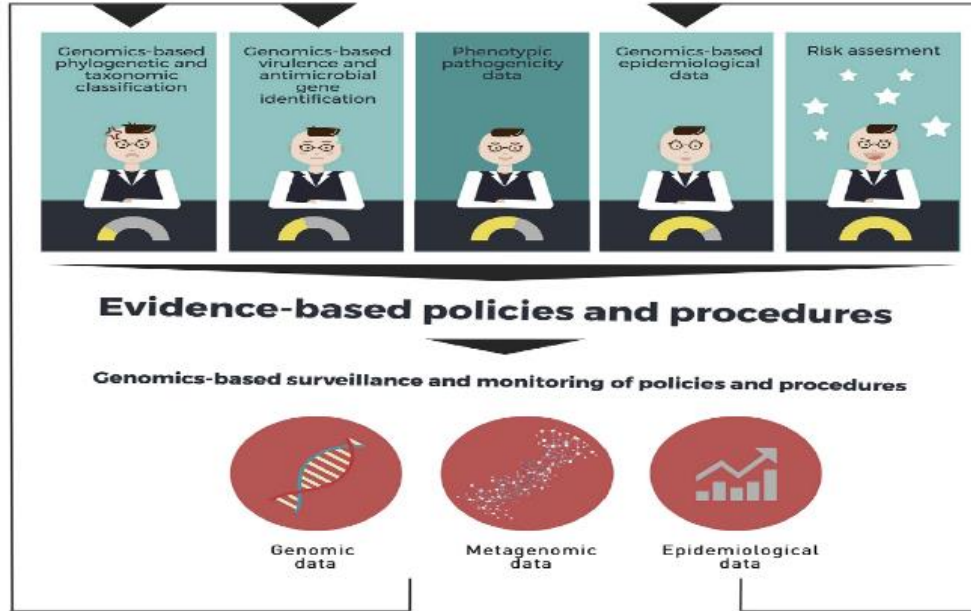 Genomics-based
phylogenetic and
taxonomic
classification
Genomics-based
virulence and
antimicrobial
gene
identification
Phenotypic
pathogenicity
data
Genomics-based
epidemiological
data
Risk assesment
Evidence-based policies and procedures
Genomics-based surveillance and monitoring of policies and procedures
Genomic
data
Metagenomic
data
Epidemiological
data